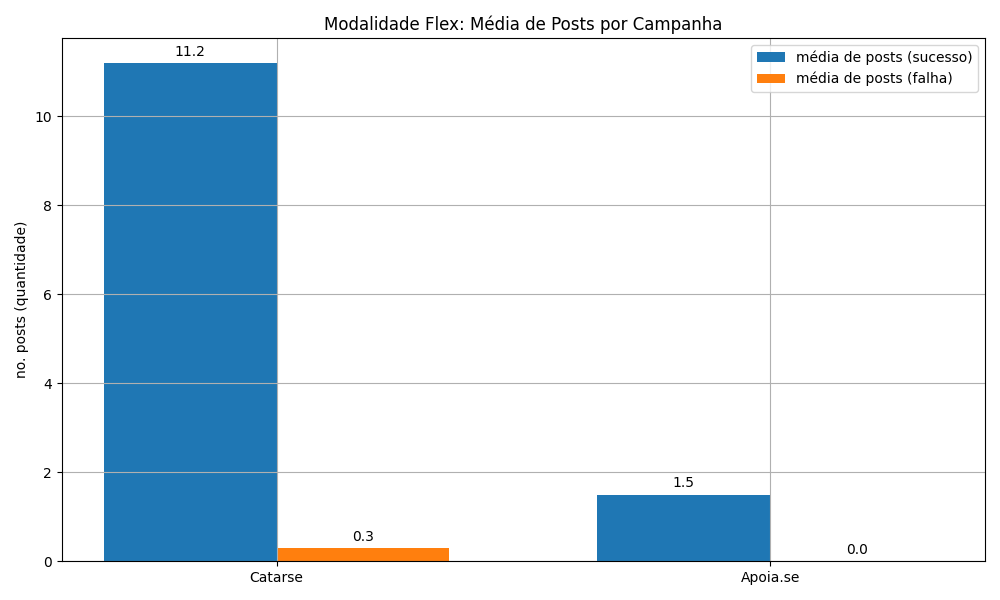 Modalidade Flex: Média de Posts por Campanha
11.2
média de posts (sucesso)
média de posts (falha)
10
8
6
4
2
0
no. posts (quantidade)
0.3
1.5
0.0
Catarse
Apoia.se